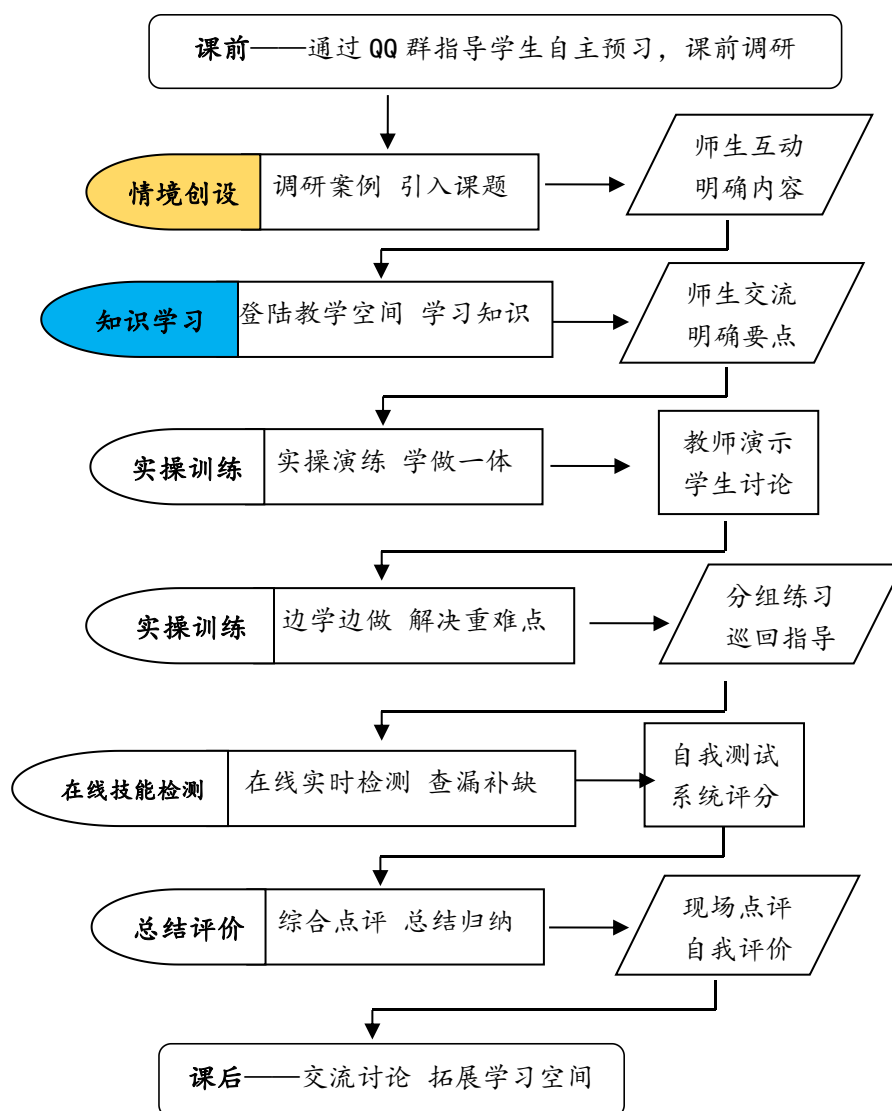 课前——通过 QQ 群指导学生自主预习，课前调研
情境创设
调研案例 引入课题
师生互动
明确内容
知识学习
登陆教学空间 学习知识
师生交流
明确要点
实操训练
实操演练 学做一体
教师演示
学生讨论
实操训练
边学边做 解决重难点
分组练习
巡回指导
在线技能检测
在线实时检测 查漏补缺
自我测试
系统评分
总结评价
综合点评 总结归纳
现场点评
自我评价
课后——交流讨论 拓展学习空间